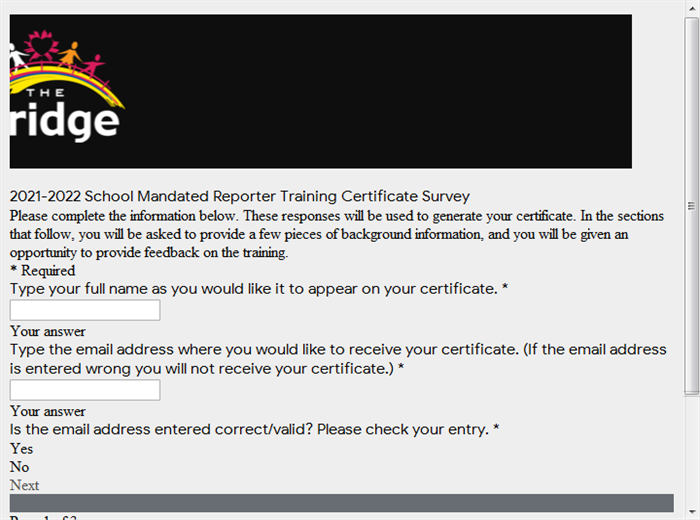 THE
ridge
2021-2022 School Mandated Reporter Training Certificate Survey
Please complete the information below. These responses will be used to generate your certificate. In the sections
that follow, you will be asked to provide a few pieces of background information, and you will be given an
opportunity to provide feedback on the training.
* Required
Type your full name as you would like it to appear on your certificate. *
Your answer
Type the email address where you would like to receive your certificate. (If the email address
is entered wrong you will not receive your certificate.) *
Your answer
Is the email address entered correct/valid? Please check your entry. *
Yes
No
Next